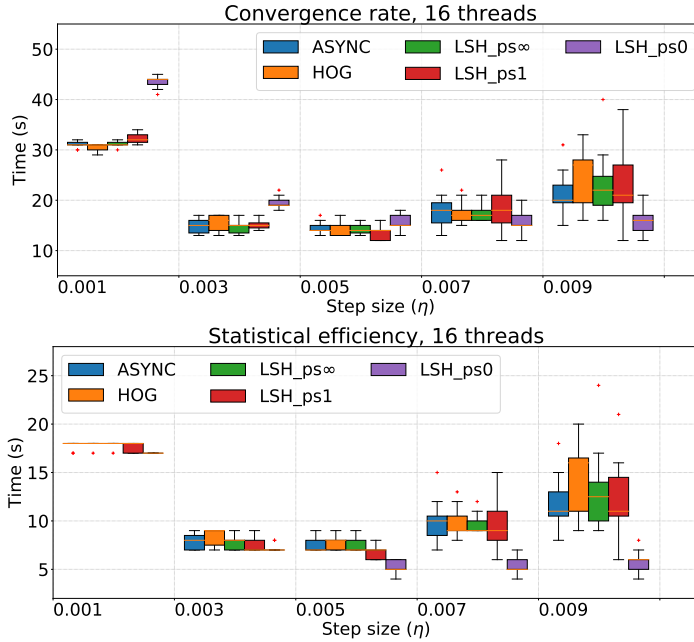 Convergence rate, 16 threads
ASYNC LSH_ps∞ LSH_ps0
HOG LSH_ps1
50
40
30
20
10
Time (s)
0.001 0.003 0.005 0.007 0.009
Step size (η)
Statistical efficiency, 16 threads
ASYNC LSH_ps∞ LSH_ps0
HOG LSH_ps1
25
20
15
10
5
Time (s)
0.001 0.003 0.005 0.007 0.009
Step size (η)